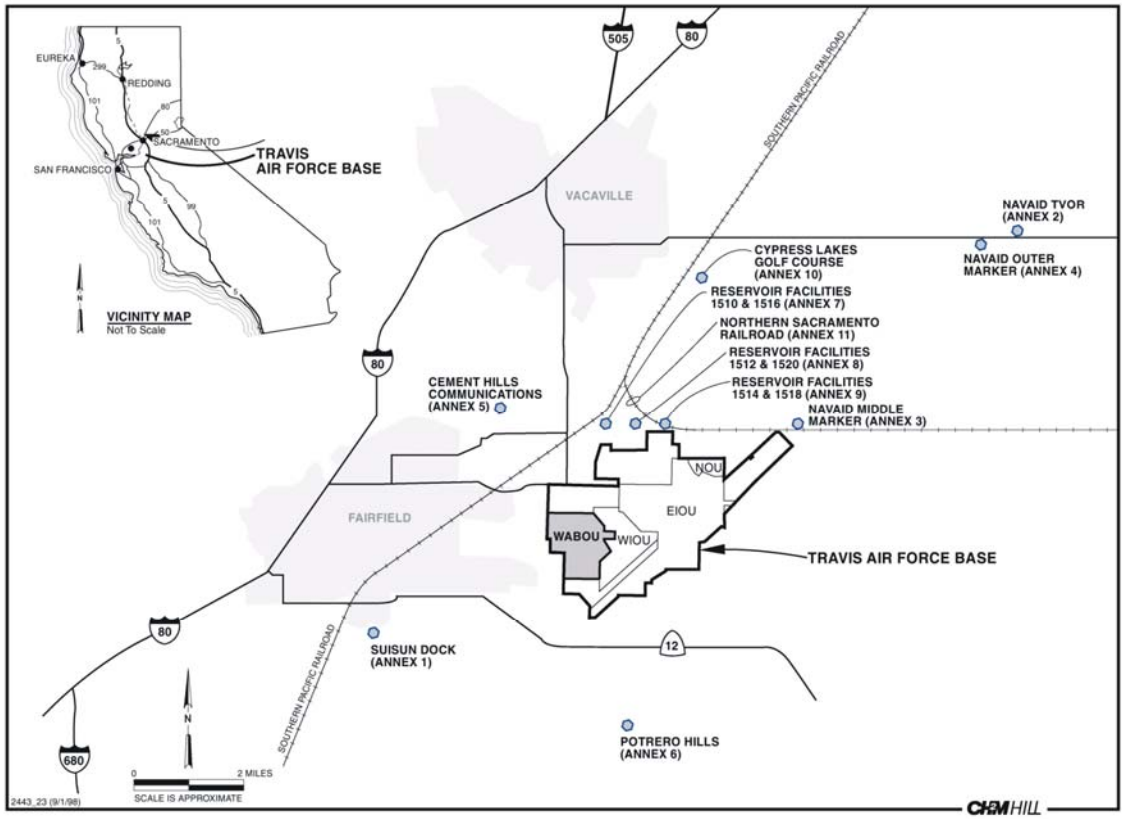 EUREKA
299
5
REDDING
101
80
50
SACRAMENTO
TRAVIS
AIR FORCE BASE
SAN FRANCISCO
5
99
101
5
N
VICINITY MAP
Not To Scale
505
80
SOUTHERN PACIFIC RAILROAD
VACAVILLE
NAVAID TVOR
(ANNEX 2)
NAVAID OUTER
MARKER (ANNEX 4)
CYPRESS LAKES
GOLF COURSE
(ANNEX 10)
RESERVOIR FACILITIES
1510 & 1516 (ANNEX 7)
NORTHERN SACRAMENTO
RAILROAD (ANNEX 11)
RESERVOIR FACILITIES
1512 & 1520 (ANNEX 8)
RESERVOIR FACILITIES
1514 & 1518 (ANNEX 9)
NAVAID MIDDLE
MARKER (ANNEX 3)
80
CEMENT HILLS
COMMUNICATIONS
(ANNEX 5)
NOU
EIOU
FAIRFIELD
WABOU
WIOU
TRAVIS AIR FORCE BASE
80
SUISUN DOCK
(ANNEX 1)
12
SOUTHERN PACIFIC RAILROAD
N
680
POTRERO HILLS
(ANNEX 6)
0 2 MILES
SCALE IS APPROXIMATE
2443_23 (9/1/98)
CH2MHILL